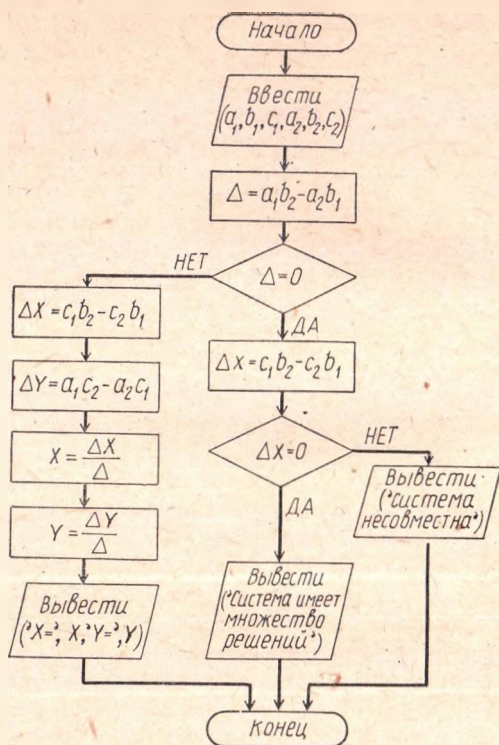 Начало
Ввести
(a₁,b₁,c₁,a₂,b₂,c₂)
Δ=a₁b₂-a₂b₁
Δ=0
НЕТ
ДА
ΔX=c₁b₂-c₂b₁
ΔY=a₁c₂-a₂c₁
X=ΔX/Δ
Y=ΔY/Δ
Вывести
(’X=’, X,’Y=’,Y)
ΔX=c₁b₂-c₂b₁
ΔX=0
НЕТ
ДА
Вывести
(’Система имеет
множество
решений’)
Вывести
(’система
несовместна’)
Конец